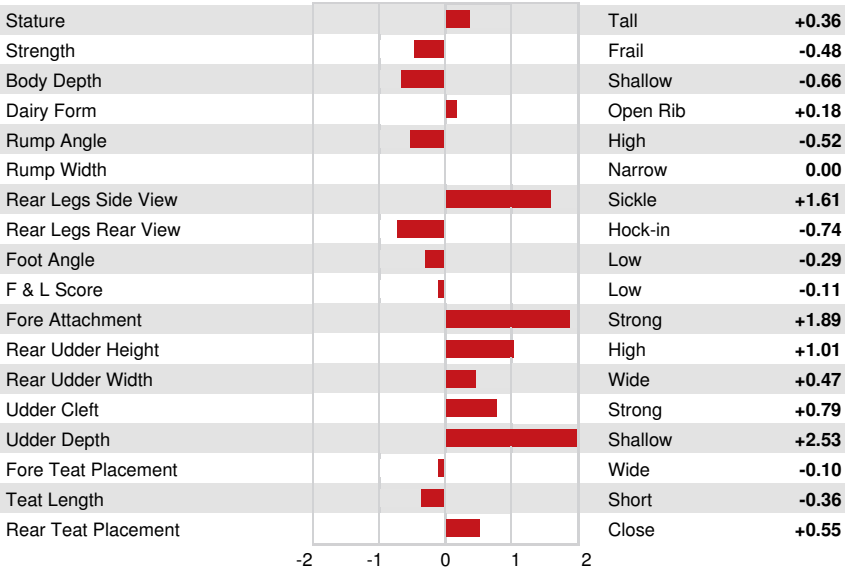 Stature Tall +0.36
Strength Frail -0.48
Body Depth Shallow -0.66
Dairy Form Open Rib +0.18
Rump Angle High -0.52
Rump Width Narrow 0.00
Rear Legs Side View Sickle +1.61
Rear Legs Rear View Hock-in -0.74
Foot Angle Low -0.29
F & L Score Low -0.11
Fore Attachment Strong +1.89
Rear Udder Height High +1.01
Rear Udder Width Wide +0.47
Udder Cleft Strong +0.79
Udder Depth Shallow +2.53
Fore Teat Placement Wide -0.10
Teat Length Short -0.36
Rear Teat Placement Close +0.55
-2 -1 0 1 2